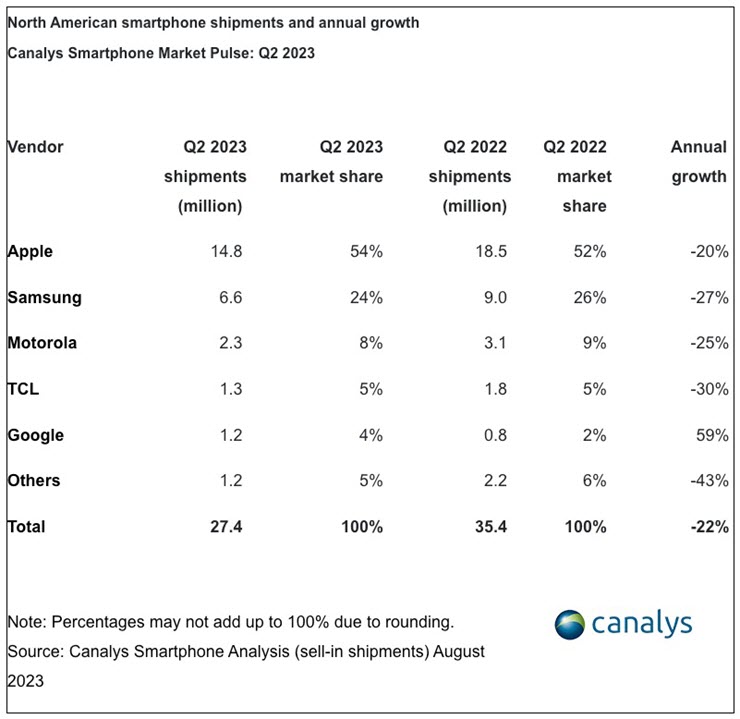 North American smartphone shipments and annual growth
Canalys Smartphone Market Pulse: Q2 2023
Vendor Q2 2023 Q2 2023 Q2 2022 Q2 2022 Annual
shipments market share shipments market growth
(million) (million) share
Apple 14.8 54% 18.5 52% -20%
Samsung 6.6 24% 9.0 26% -27%
Motorola 2.3 8% 3.1 9% -25%
TCL 1.3 5% 1.8 5% -30%
Google 1.2 4% 0.8 2% 59%
Others 1.2 5% 2.2 6% -43%
Total 27.4 100% 35.4 100% -22%
Note: Percentages may not add up to 100% due to rounding.
canalys
Source: Canalys Smartphone Analysis (sell-in shipments) August
2023